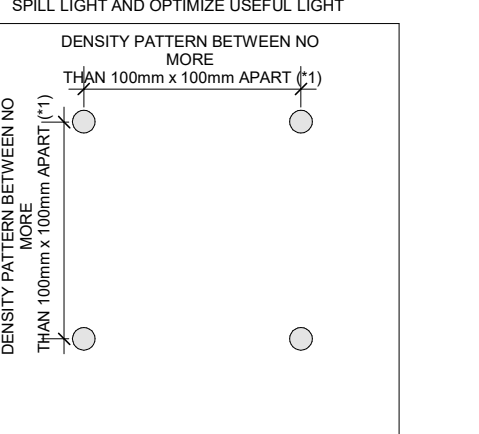 SPILL LIGHT AND OPTIMIZE USEFUL LIGHT
DENSITY PATTERN BETWEEN NO
MORE
THAN 100mm x 100mm APART (*1)
DENSITY PATTERN BETWEEN NO
MORE
THAN 100mm x 100mm APART (*1)